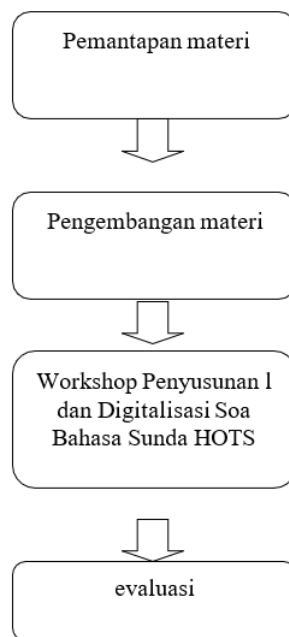 Pemantapan materi
Pengembangan materi
Workshop Penyusunan l
dan Digitalisasi Soa
Bahasa Sunda HOTS
evaluasi